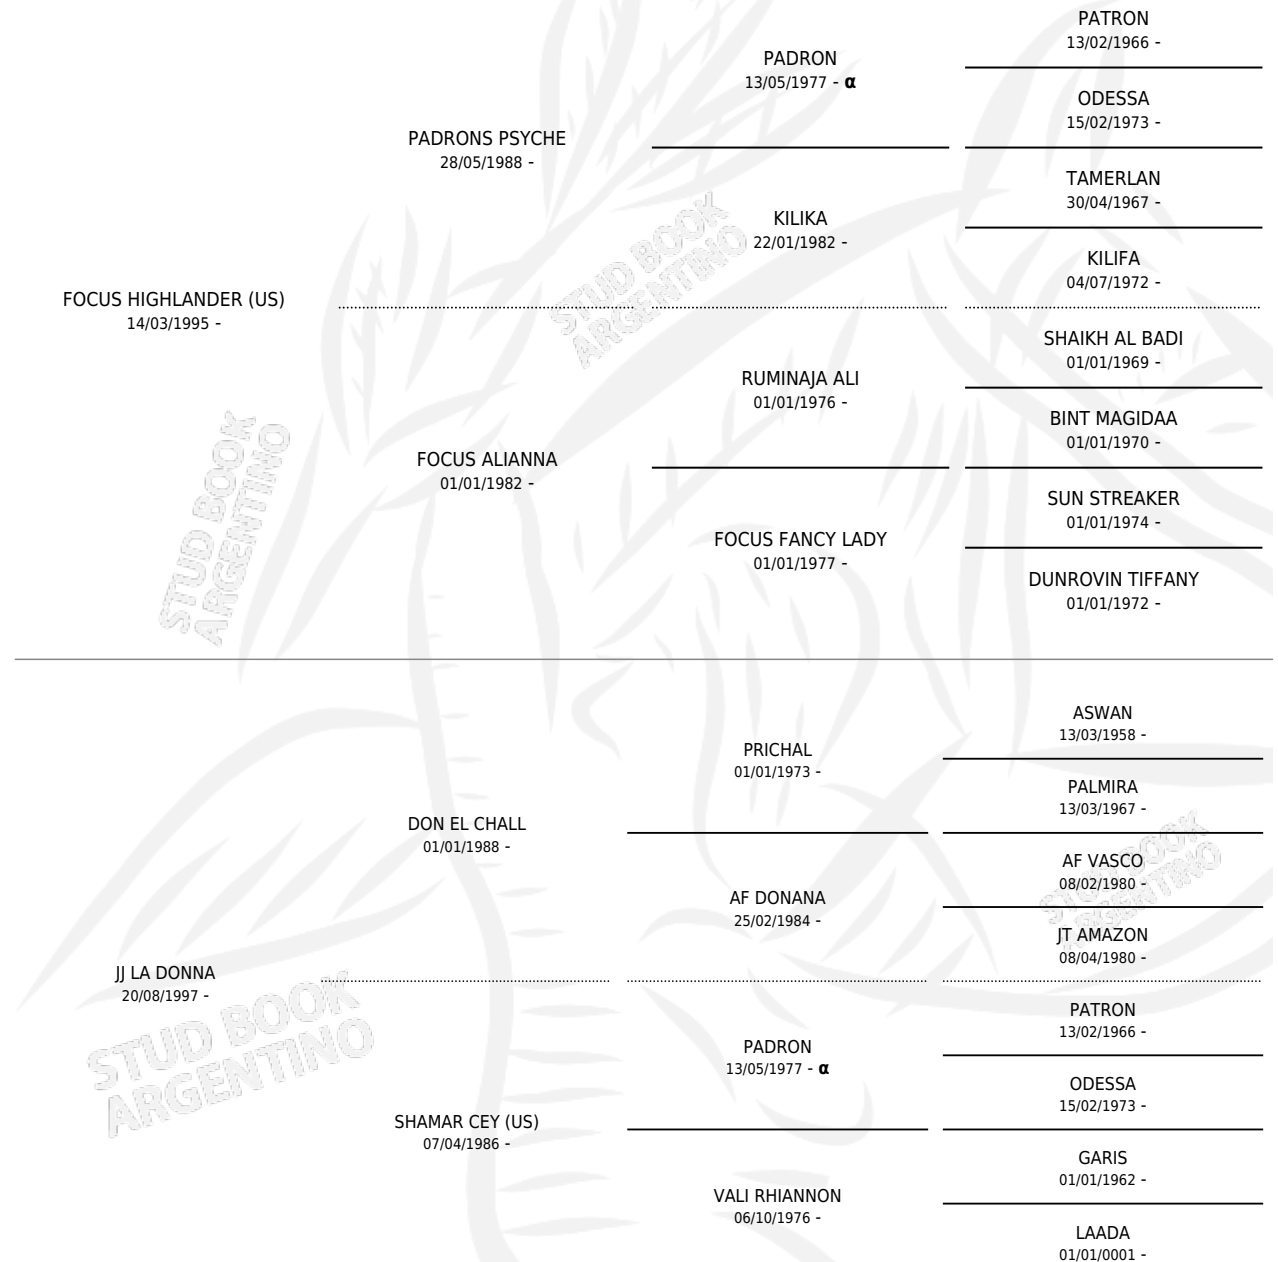 PATRON
13/02/1966 -
PADRON
13/05/1977 - α
ODESSA
15/02/1973 -
PADRONS PSYCHE
28/05/1988 -
TAMERLAN
30/04/1967 -
KILIKA
22/01/1982 -
KILIFA
04/07/1972 -
FOCUS HIGHLANDER (US)
14/03/1995 -
SHAIKH AL BADI
01/01/1969 -
RUMINAJA ALI
01/01/1976 -
BINT MAGIDAA
01/01/1970 -
FOCUS ALIANNA
01/01/1982 -
SUN STREAKER
01/01/1974 -
FOCUS FANCY LADY
01/01/1977 -
DUNROVIN TIFFANY
01/01/1972 -
STUD BOOK
ARGENTINO
STUD BOOK
ARGENTINO
ASWAN
13/03/1958 -
PRICHAL
01/01/1973 -
PALMIRA
13/03/1967 -
DON EL CHALL
01/01/1988 -
AF VASCO
08/02/1980 -
AF DONANA
25/02/1984 -
JT AMAZON
08/04/1980 -
JJ LA DONNA
20/08/1997 -
PATRON
13/02/1966 -
PADRON
13/05/1977 - α
ODESSA
15/02/1973 -
SHAMAR CEY (US)
07/04/1986 -
GARIS
01/01/1962 -
VALI RHIANNON
06/10/1976 -
LAADA
01/01/0001 -
STUD BOOK
ARGENTINO
STUD BOOK
ARGENTINO